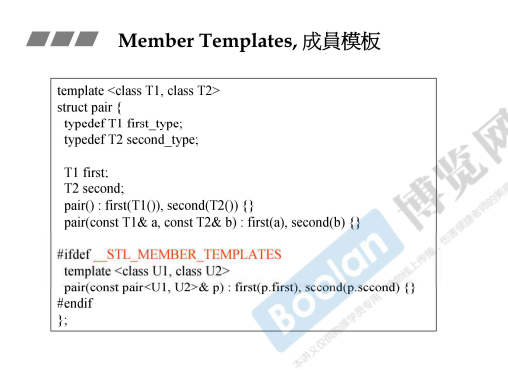 Member Templates, 成員模板
template <class T1, class T2>
struct pair {
typedef T1 first_type;
typedef T2 second_type;
T1 first;
T2 second;
pair() : first(T1()), second(T2()) {}
pair(const T1& a, const T2& b) : first(a), second(b) {}
#ifdef __STL_MEMBER_TEMPLATES
template <class U1, class U2>
pair(const pair<U1, U2>& p) : first(p.first), second(p.second) {}
#endif
};
Boolan
博览网